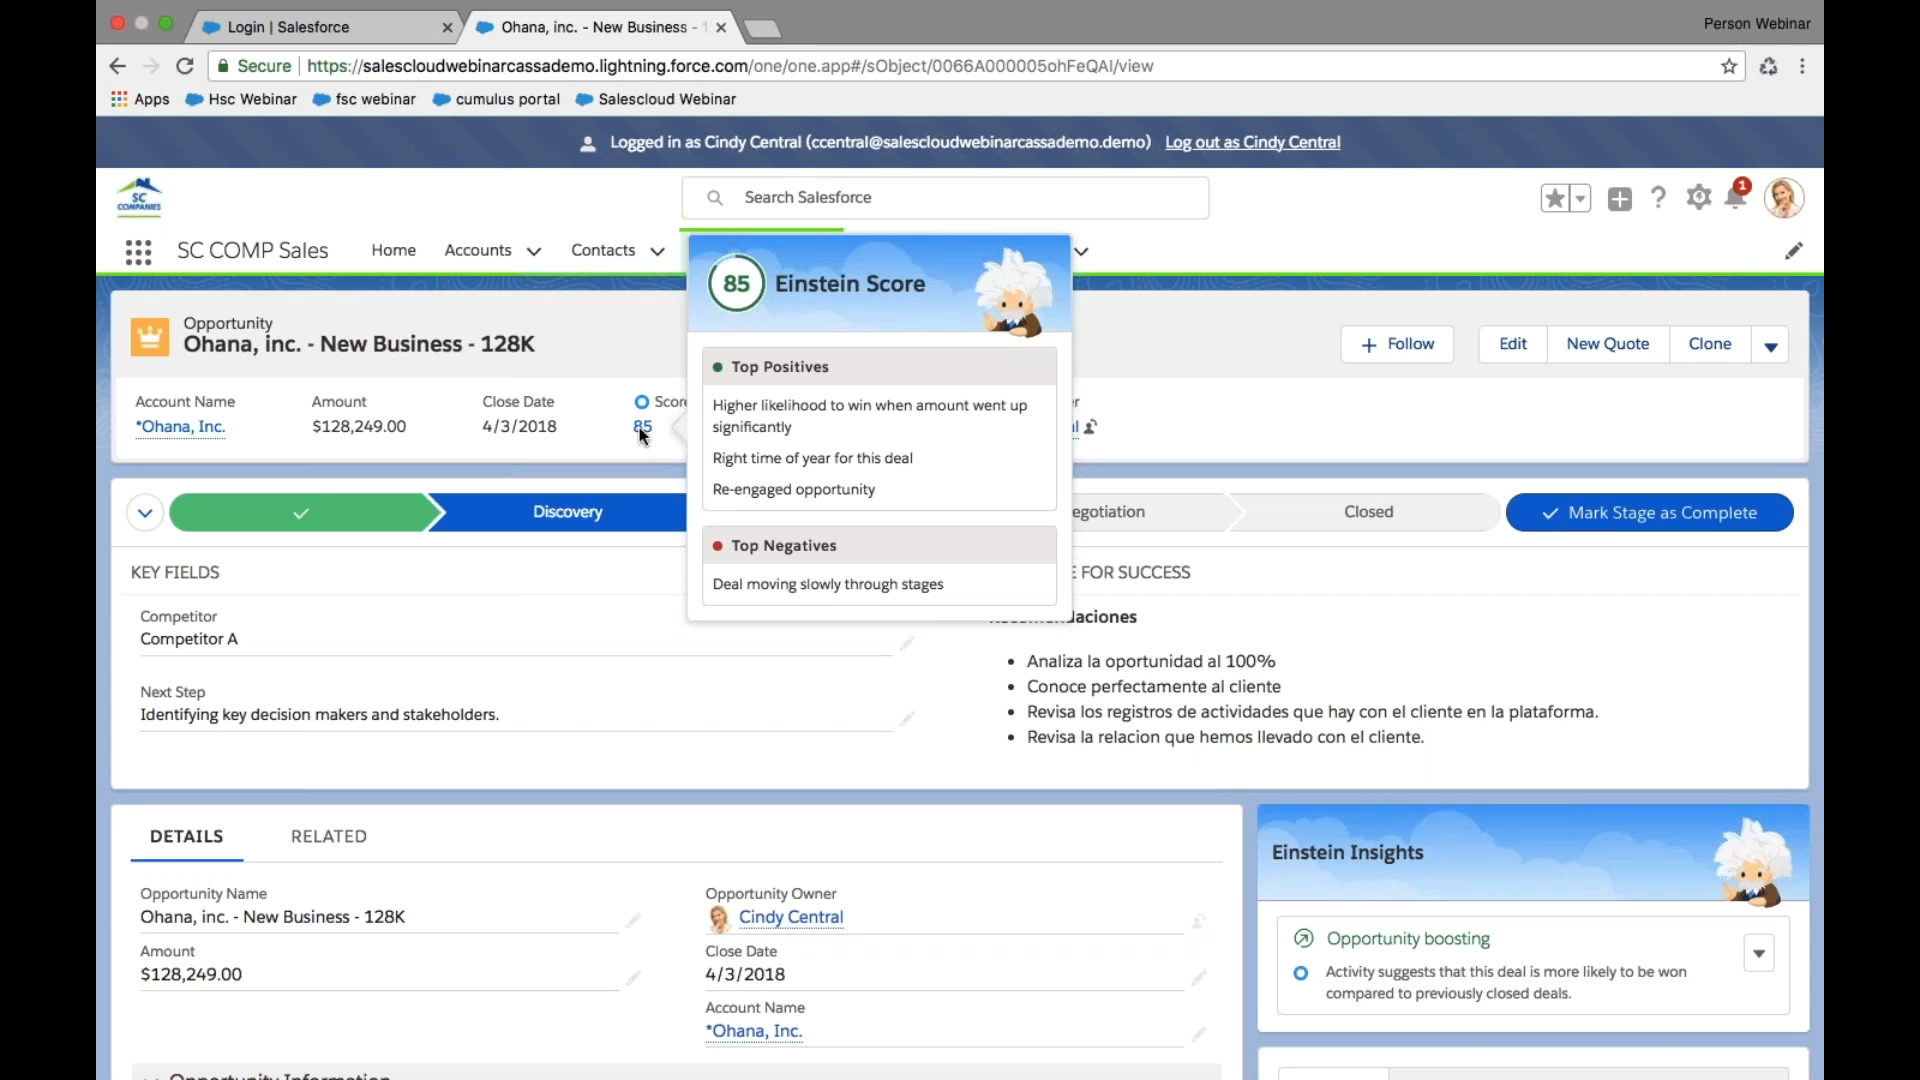 Login | Salesforce
Ohana, inc. - New Business - 1
Person Webinar
Secure
https://salescloudwebinarcassademo.lightning.force.com/one/one.app#/sObject/0066A000005ohFeQAI/view
Apps
Hsc Webinar
fsc webinar
cumulus portal
Salescloud Webinar
Logged in as Cindy Central (ccentral@salescloudwebinarcassademo.demo)
Log out as Cindy Central
SC
COMPANIES
Search Salesforce
1
SC COMP Sales
Home
Accounts
Contacts
85
Einstein Score
Top Positives
Higher likelihood to win when amount went up
significantly
Right time of year for this deal
Re-engaged opportunity
Top Negatives
Deal moving slowly through stages
Opportunity
Ohana, inc. - New Business - 128K
Follow
Edit
New Quote
Clone
Account Name
*Ohana, Inc.
Amount
$128,249.00
Close Date
4/3/2018
Score
85
Discovery
egotiation
Closed
Mark Stage as Complete
KEY FIELDS
Competitor
Competitor A
Next Step
Identifying key decision makers and stakeholders.
E FOR SUCCESS
daciones
Analiza la oportunidad al 100%
Conoce perfectamente al cliente
Revisa los registros de actividades que hay con el cliente en la plataforma.
Revisa la relacion que hemos llevado con el cliente.
DETAILS
RELATED
Opportunity Name
Ohana, inc. - New Business - 128K
Amount
$128,249.00
Opportunity Owner
Cindy Central
Close Date
4/3/2018
Account Name
*Ohana, Inc.
Opportunity Information
Einstein Insights
Opportunity boosting
Activity suggests that this deal is more likely to be won
compared to previously closed deals.